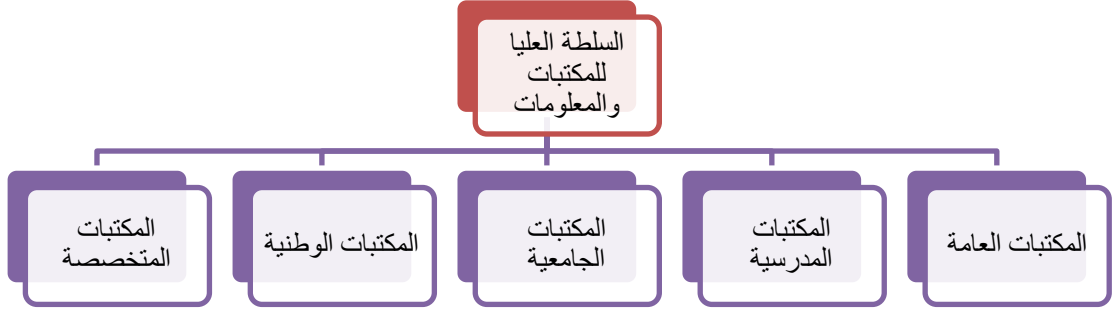 السلطة العليا
للمكتبات
والمعلومات
المكتبات العامة
المكتبات
المدرسية
المكتبات
الجامعية
المكتبات الوطنية
المكتبات
المتخصصة